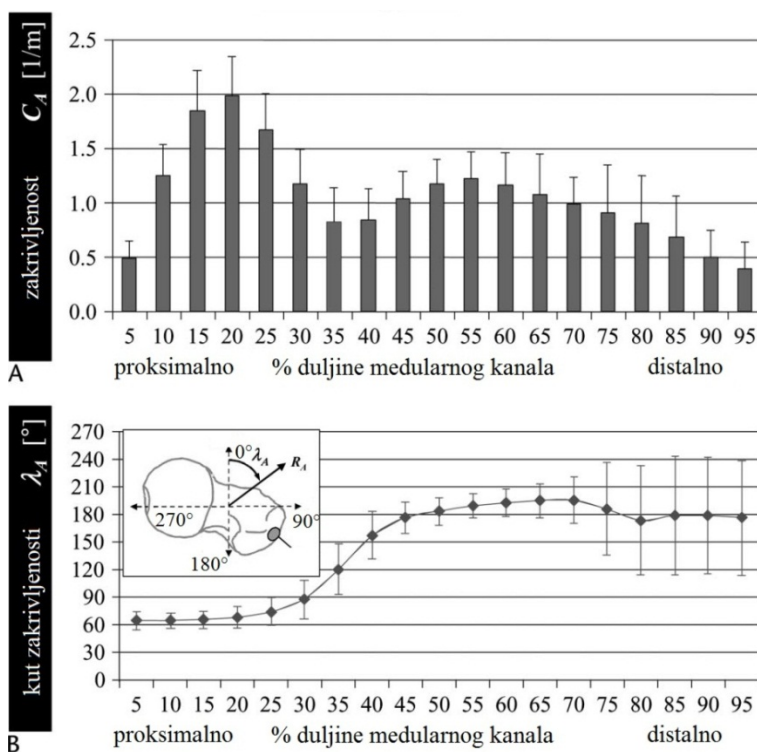 zakrivljenost C_A [1/m]
2.5
2.0
1.5
1.0
0.5
0.0
5 10 15 20 25 30 35 40 45 50 55 60 65 70 75 80 85 90 95
proksimalno % duljine medularnog kanala distalno
A
kut zakrivljenosti λ_A [°]
270
240
210
180
150
120
90
60
30
0
0° λ_A R_A
270° 90°
180°
5 10 15 20 25 30 35 40 45 50 55 60 65 70 75 80 85 90 95
proksimalno % duljine medularnog kanala distalno
B